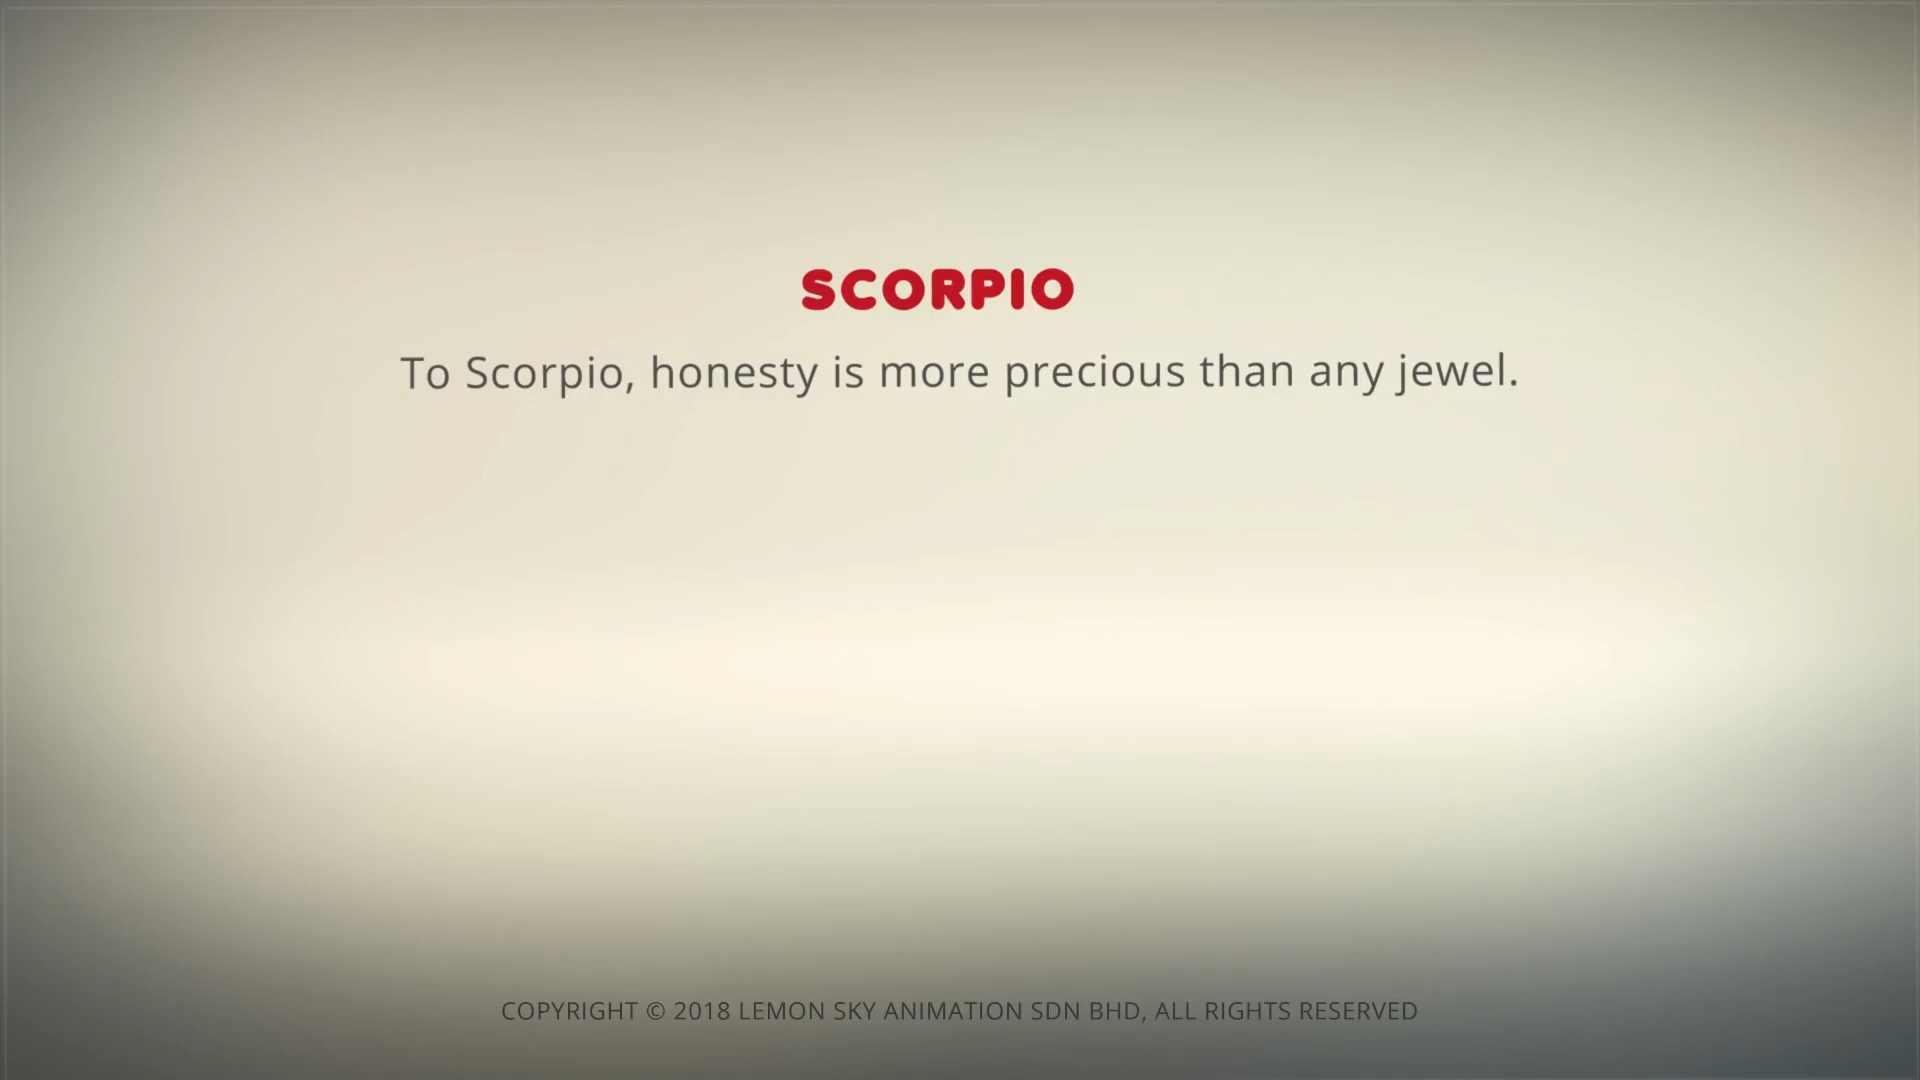 SCORPIO
To Scorpio, honesty is more precious than any jewel.
COPYRIGHT © 2018 LEMON SKY ANIMATION SDN BHD, ALL RIGHTS RESERVED